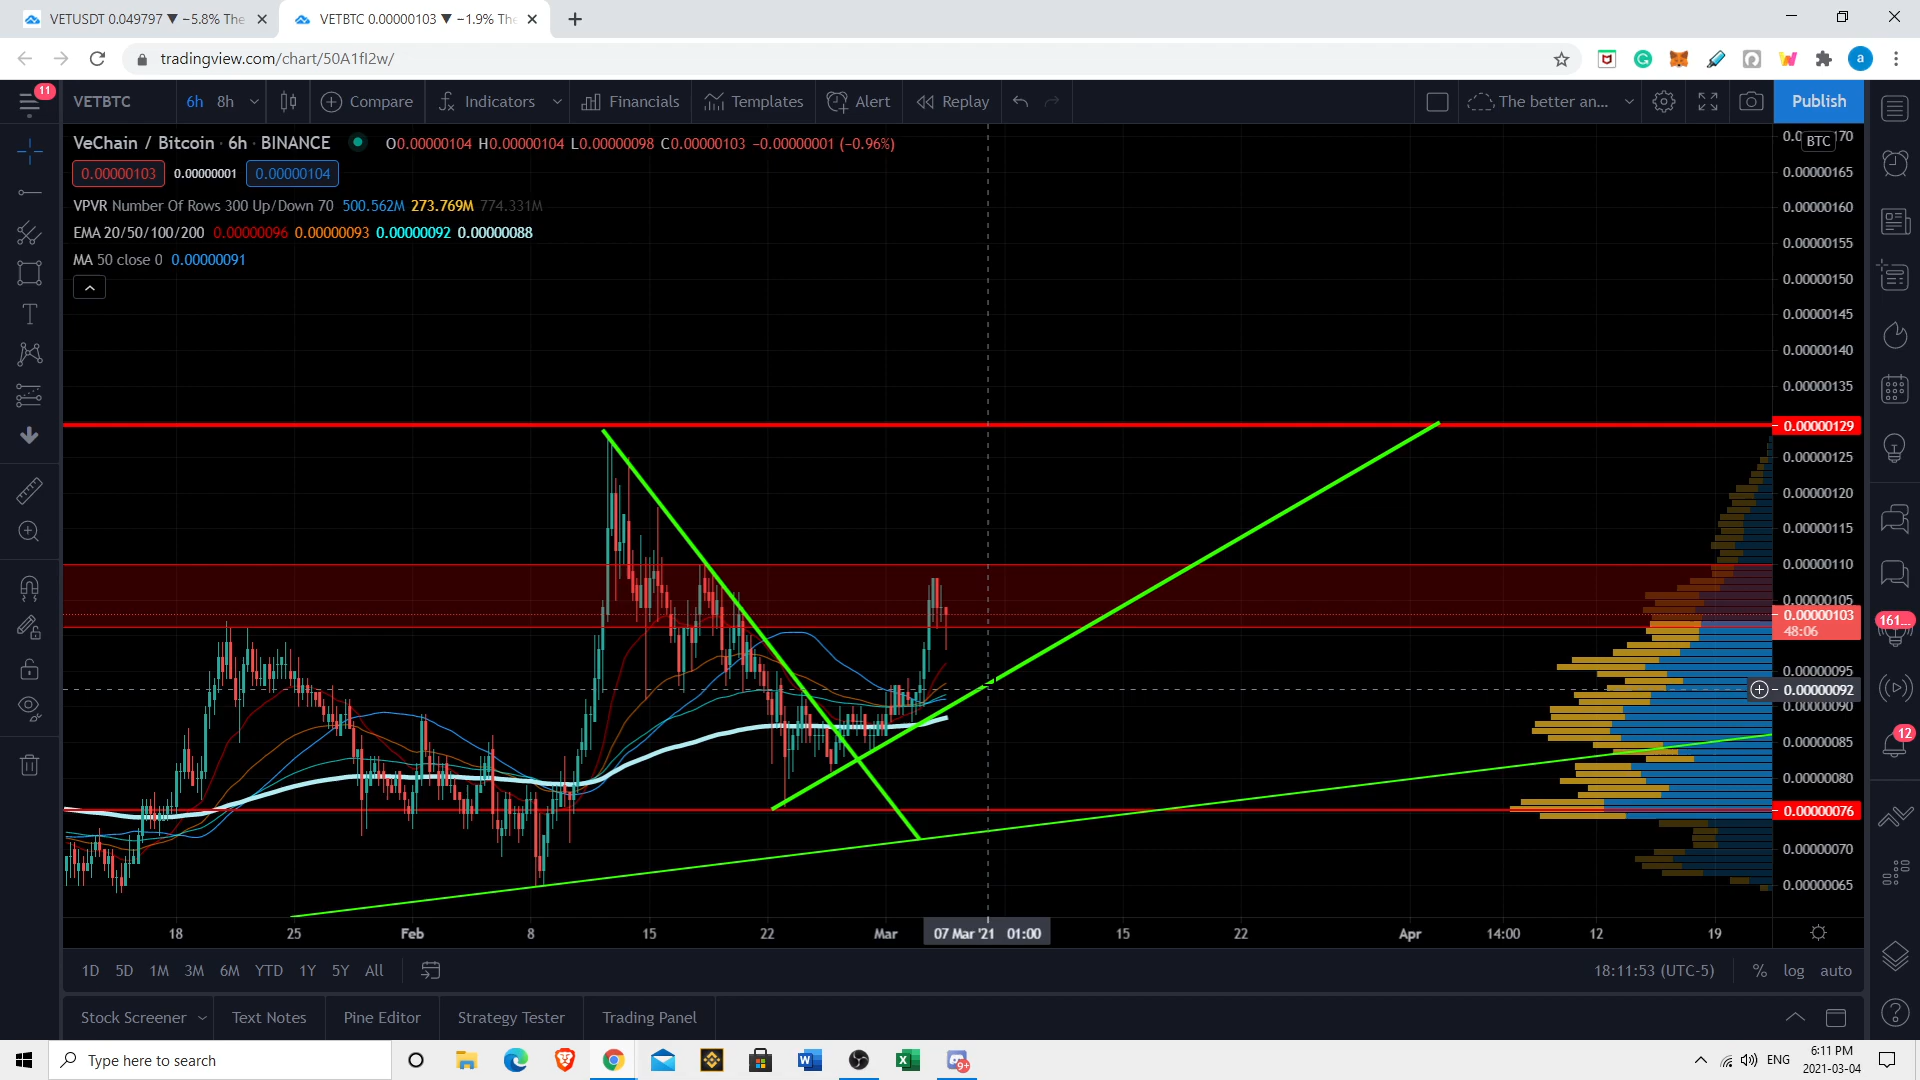 VETUSDT 0.049797 ▼ −5.8% The
VETBTC 0.00000103 ▼ −1.9% The
tradingview.com/chart/50A1fI2w/
a
11
VETBTC
6h 8h
Compare
Indicators
Financials
Templates
Alert
Replay
The better an...
Publish
VeChain / Bitcoin · 6h · BINANCE
O0.00000104 H0.00000104 L0.00000098 C0.00000103 −0.00000001 (−0.96%)
0.00000103 0.00000001 0.00000104
VPVR Number Of Rows 300 Up/Down 70 500.562M 273.769M 774.331M
EMA 20/50/100/200 0.00000096 0.00000093 0.00000092 0.00000088
MA 50 close 0 0.00000091
BTC
0.00000165
0.00000160
0.00000155
0.00000150
0.00000145
0.00000140
0.00000135
0.00000129
0.00000125
0.00000120
0.00000115
0.00000110
0.00000105
0.00000103
48:06
0.00000095
0.00000092
0.00000090
0.00000085
0.00000080
0.00000076
0.00000070
0.00000065
161...
12
18 25 Feb 8 15 22 Mar 07 Mar '21 01:00 15 22 Apr 14:00 12 19
1D 5D 1M 3M 6M YTD 1Y 5Y All
18:11:53 (UTC-5) % log auto
Stock Screener Text Notes Pine Editor Strategy Tester Trading Panel
Type here to search
9+
ENG
6:11 PM
2021-03-04